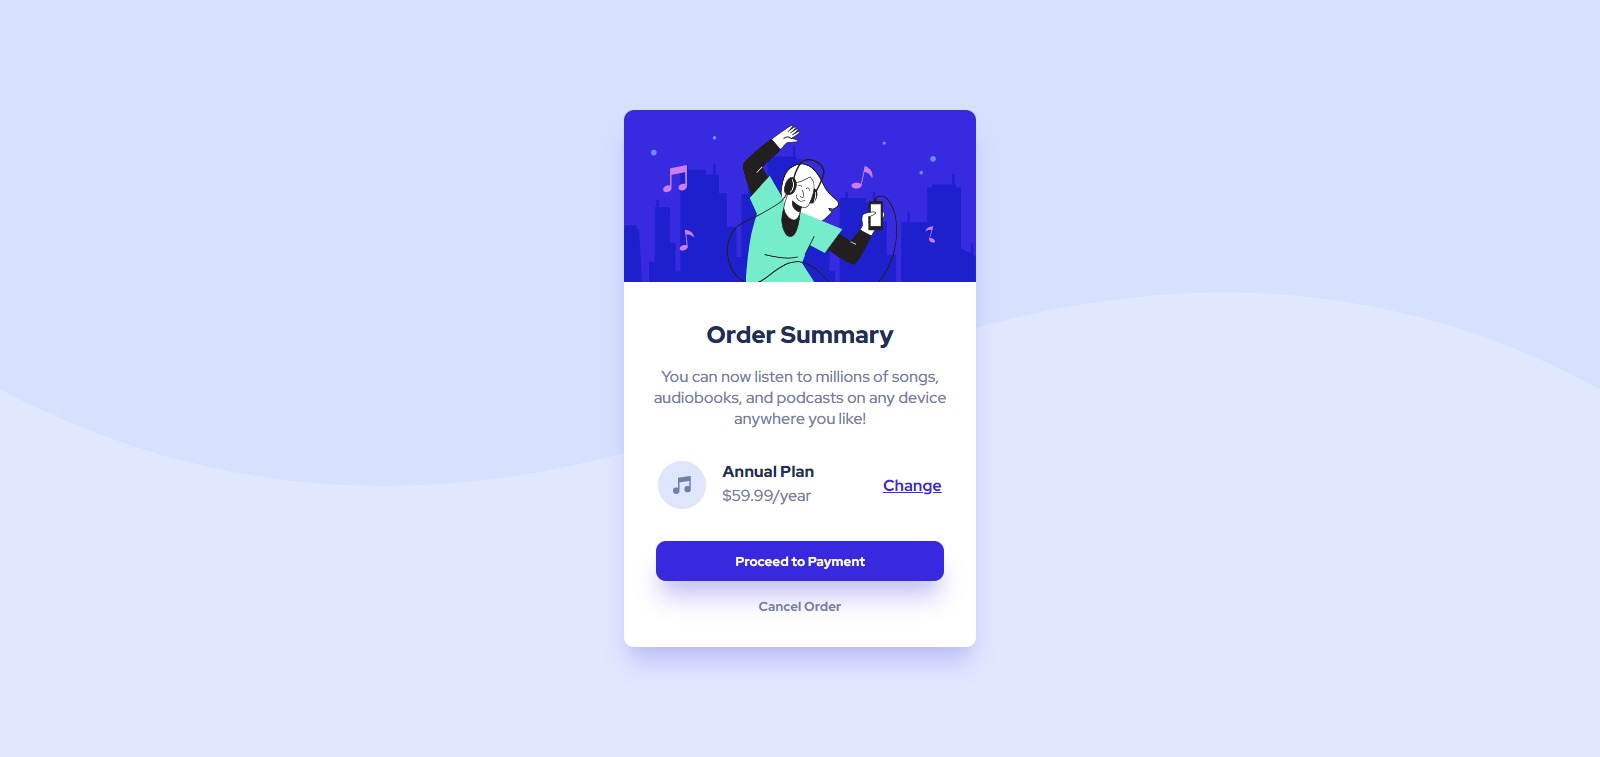 Order Summary
You can now listen to millions of songs,
audiobooks, and podcasts on any device
anywhere you like!
Annual Plan
$59.99/year
Change
Proceed to Payment
Cancel Order